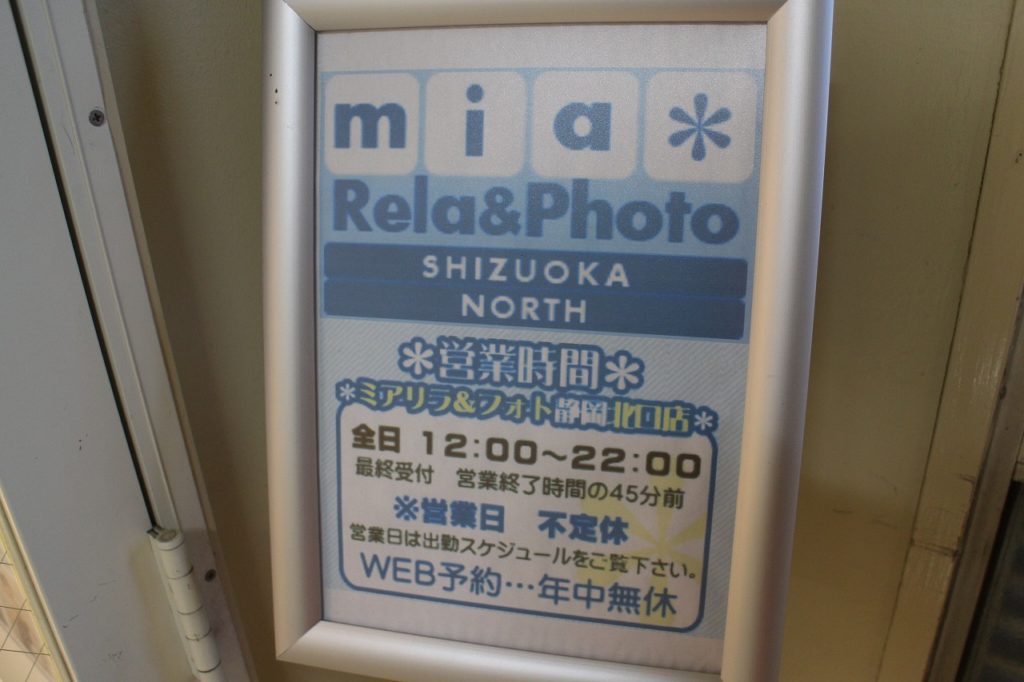 mia*
Rela&Photo
SHIZUOKA
NORTH
*営業時間*
*ミアリラ&フォト静岡北口店*
全日 12:00~22:00
最終受付 営業終了時間の45分前
※営業日 不定休
営業日は出勤スケジュールをご覧下さい。
WEB予約…年中無休